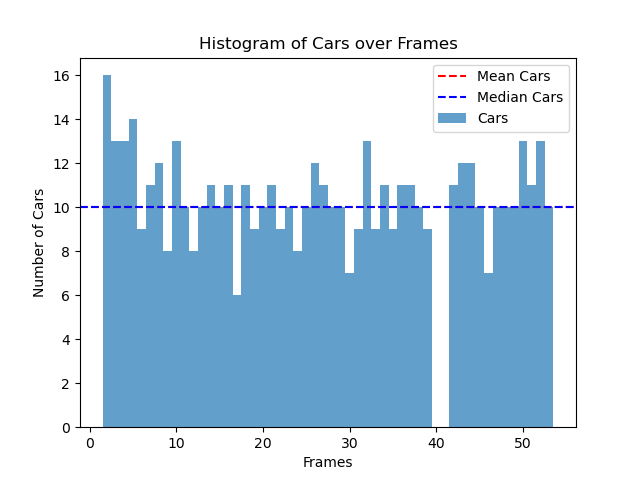 Histogram of Cars over Frames
Mean Cars
Median Cars
Cars
Number of Cars
16
14
12
10
8
6
4
2
0
0 10 20 30 40 50
Frames